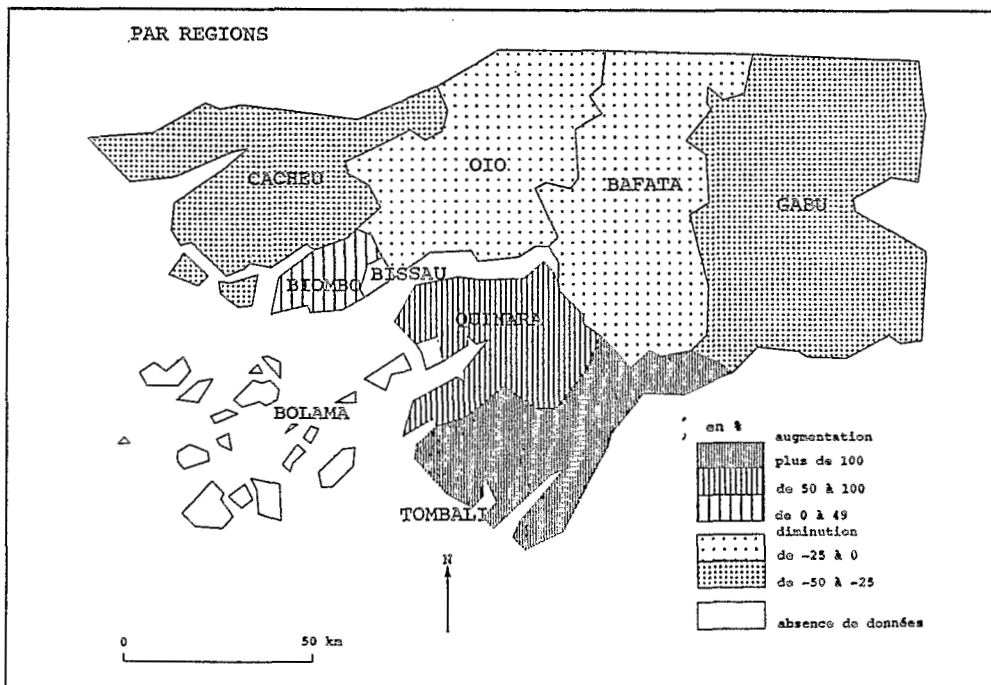 PAR REGIONS
OIO
CACHEU
BAFATA
GABU
BISSAU
BIOMBO
QUINARA
BOLAMA
TOMBALI
N
0 50 km
en %
augmentation
plus de 100
de 50 à 100
de 0 à 49
diminution
de -25 à 0
de -50 à -25
absence de données